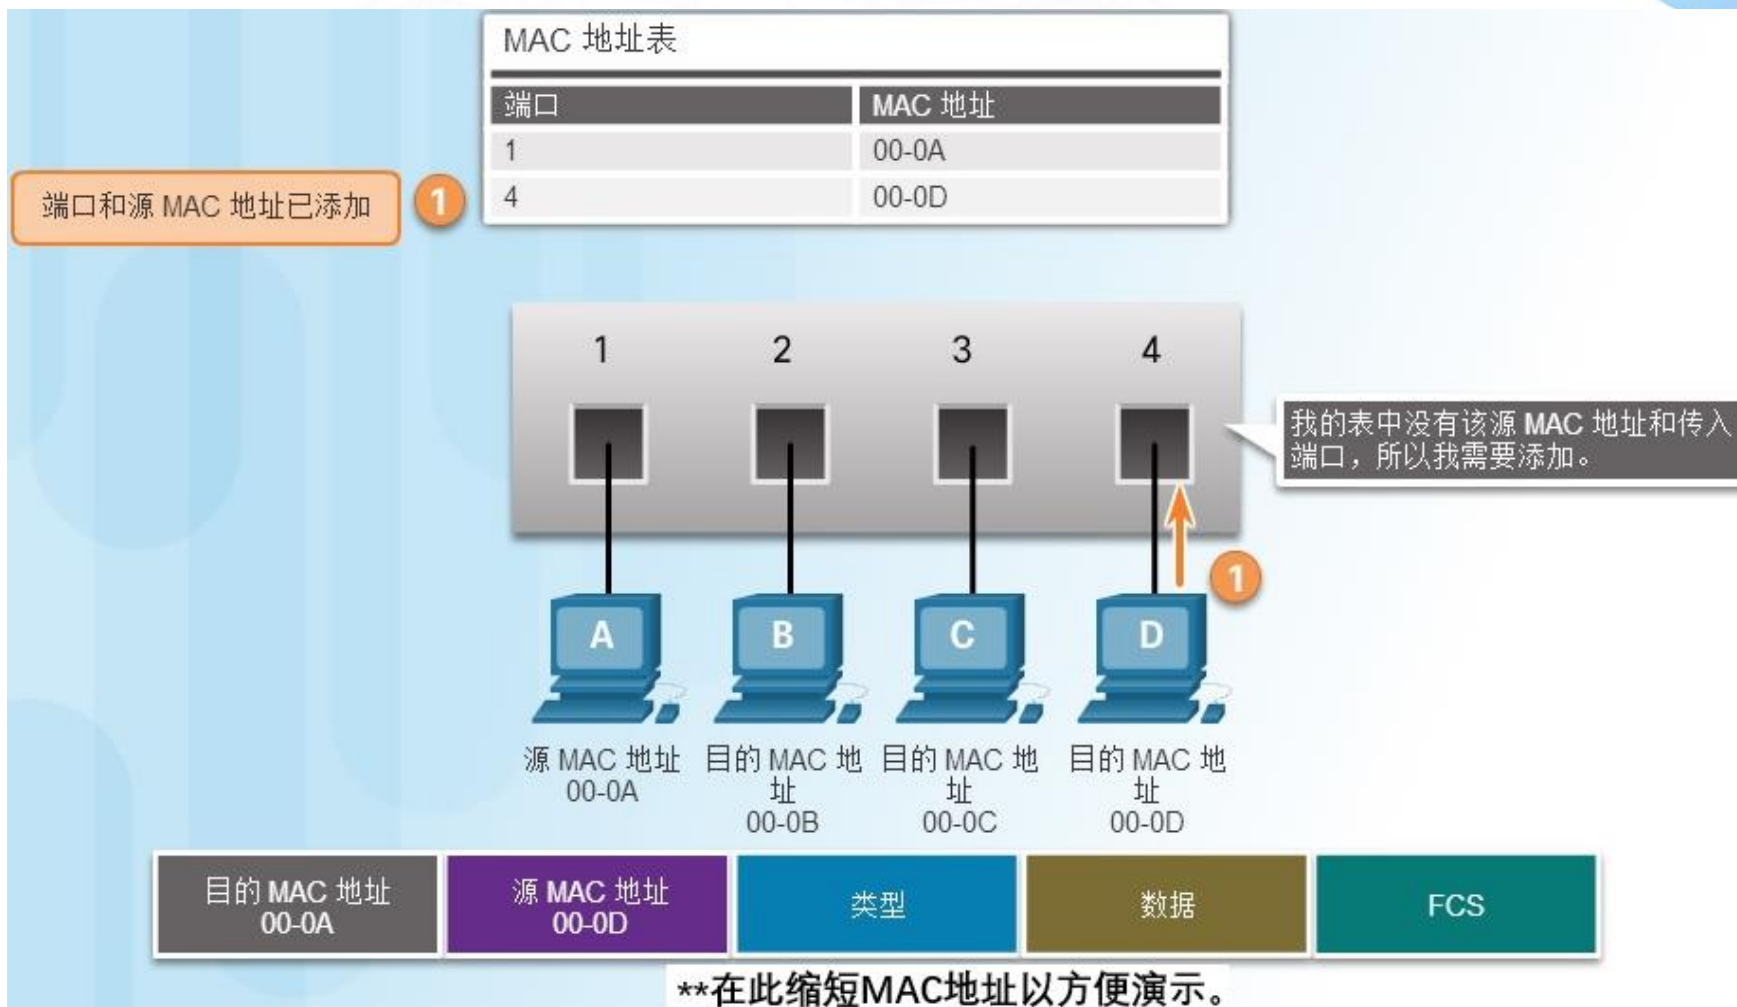 MAC 地址表
端口 MAC 地址
1 00-0A
4 00-0D
端口和源 MAC 地址已添加 1
1 2 3 4
我的表中没有该源 MAC 地址和传入
端口，所以我需要添加。
1
A B C D
源 MAC 地址
00-0A
目的 MAC 地
址
00-0B
目的 MAC 地
址
00-0C
目的 MAC 地
址
00-0D
目的 MAC 地址
00-0A
源 MAC 地址
00-0D
类型
数据
FCS
**在此缩短MAC地址以方便演示。